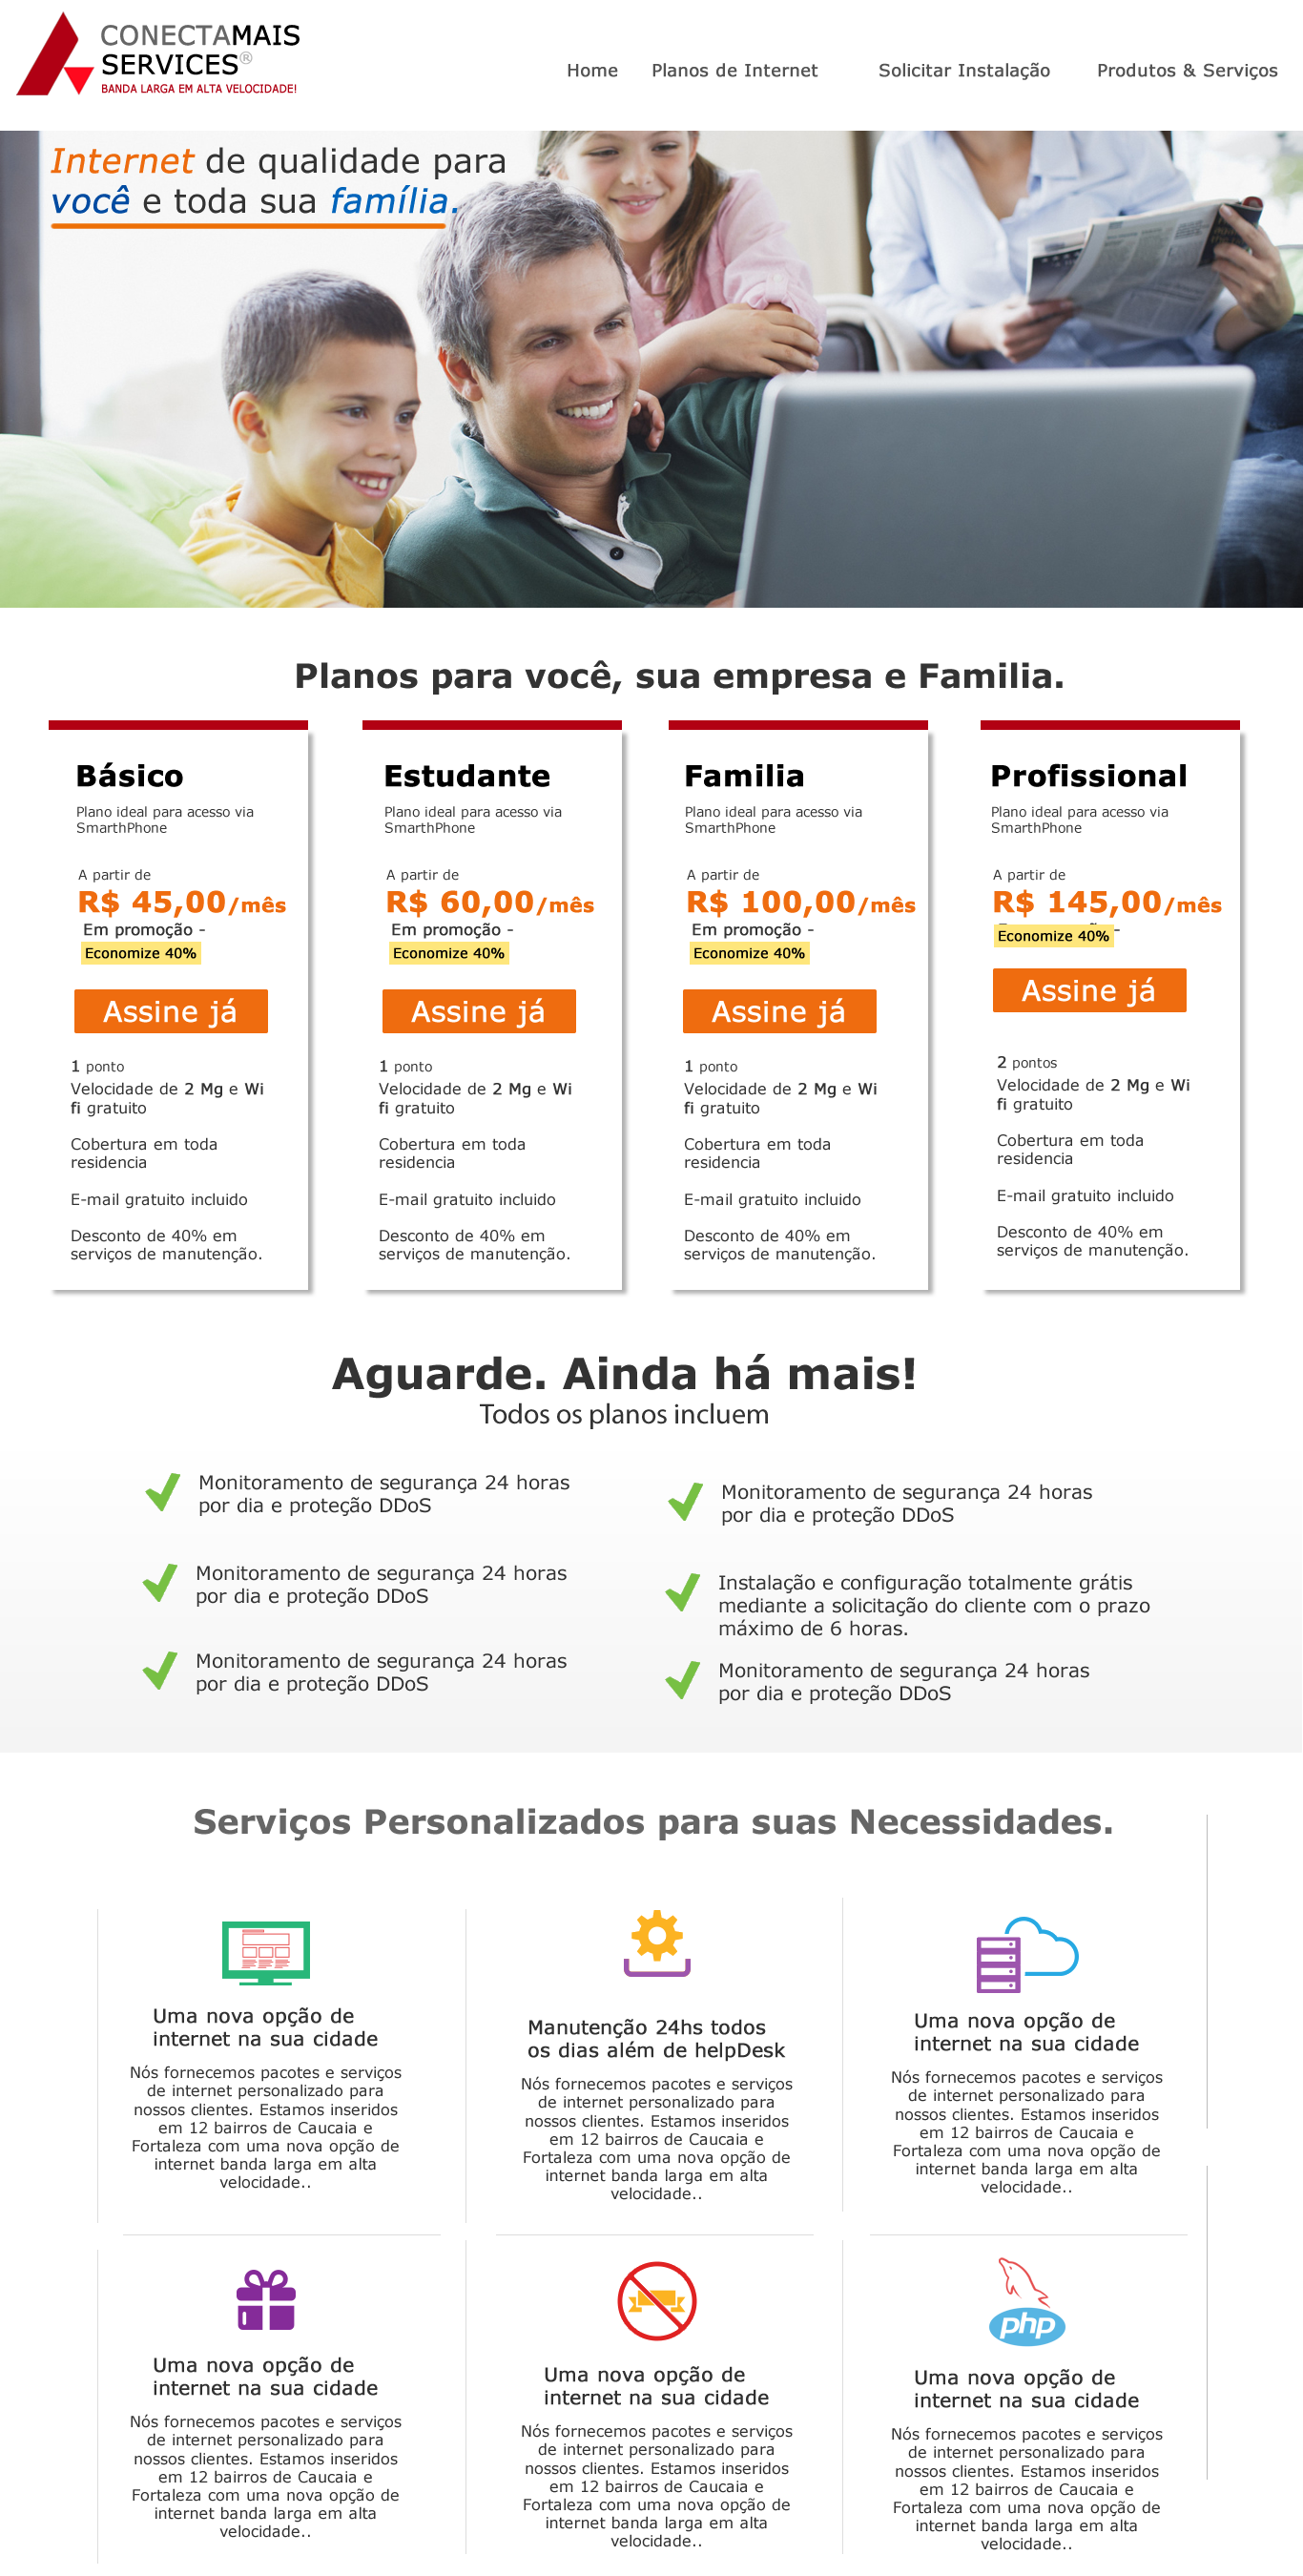 CONECTAMAIS
SERVICES®
BANDA LARGA EM ALTA VELOCIDADE!
Home
Planos de Internet
Solicitar Instalação
Produtos & Serviços
Internet de qualidade para
você e toda sua família.
Planos para você, sua empresa e Familia.
Básico
Plano ideal para acesso via
SmarthPhone
A partir de
R$ 45,00/mês
Em promoção -
Economize 40%
Assine já
1 ponto
Velocidade de 2 Mg e Wi
fi gratuito
Cobertura em toda
residencia
E-mail gratuito incluido
Desconto de 40% em
serviços de manutenção.
Estudante
Plano ideal para acesso via
SmarthPhone
A partir de
R$ 60,00/mês
Em promoção -
Economize 40%
Assine já
1 ponto
Velocidade de 2 Mg e Wi
fi gratuito
Cobertura em toda
residencia
E-mail gratuito incluido
Desconto de 40% em
serviços de manutenção.
Familia
Plano ideal para acesso via
SmarthPhone
A partir de
R$ 100,00/mês
Em promoção -
Economize 40%
Assine já
1 ponto
Velocidade de 2 Mg e Wi
fi gratuito
Cobertura em toda
residencia
E-mail gratuito incluido
Desconto de 40% em
serviços de manutenção.
Profissional
Plano ideal para acesso via
SmarthPhone
A partir de
R$ 145,00/mês
Economize 40%
Assine já
2 pontos
Velocidade de 2 Mg e Wi
fi gratuito
Cobertura em toda
residencia
E-mail gratuito incluido
Desconto de 40% em
serviços de manutenção.
Aguarde. Ainda há mais!
Todos os planos incluem
Monitoramento de segurança 24 horas
por dia e proteção DDoS
Monitoramento de segurança 24 horas
por dia e proteção DDoS
Monitoramento de segurança 24 horas
por dia e proteção DDoS
Monitoramento de segurança 24 horas
por dia e proteção DDoS
Instalação e configuração totalmente grátis
mediante a solicitação do cliente com o prazo
máximo de 6 horas.
Monitoramento de segurança 24 horas
por dia e proteção DDoS
Serviços Personalizados para suas Necessidades.
Uma nova opção de
internet na sua cidade
Nós fornecemos pacotes e serviços
de internet personalizado para
nossos clientes. Estamos inseridos
em 12 bairros de Caucaia e
Fortaleza com uma nova opção de
internet banda larga em alta
velocidade..
Manutenção 24hs todos
os dias além de helpDesk
Nós fornecemos pacotes e serviços
de internet personalizado para
nossos clientes. Estamos inseridos
em 12 bairros de Caucaia e
Fortaleza com uma nova opção de
internet banda larga em alta
velocidade..
Uma nova opção de
internet na sua cidade
Nós fornecemos pacotes e serviços
de internet personalizado para
nossos clientes. Estamos inseridos
em 12 bairros de Caucaia e
Fortaleza com uma nova opção de
internet banda larga em alta
velocidade..
Uma nova opção de
internet na sua cidade
Nós fornecemos pacotes e serviços
de internet personalizado para
nossos clientes. Estamos inseridos
em 12 bairros de Caucaia e
Fortaleza com uma nova opção de
internet banda larga em alta
velocidade..
Uma nova opção de
internet na sua cidade
Nós fornecemos pacotes e serviços
de internet personalizado para
nossos clientes. Estamos inseridos
em 12 bairros de Caucaia e
Fortaleza com uma nova opção de
internet banda larga em alta
velocidade..
php
Uma nova opção de
internet na sua cidade
Nós fornecemos pacotes e serviços
de internet personalizado para
nossos clientes. Estamos inseridos
em 12 bairros de Caucaia e
Fortaleza com uma nova opção de
internet banda larga em alta
velocidade..